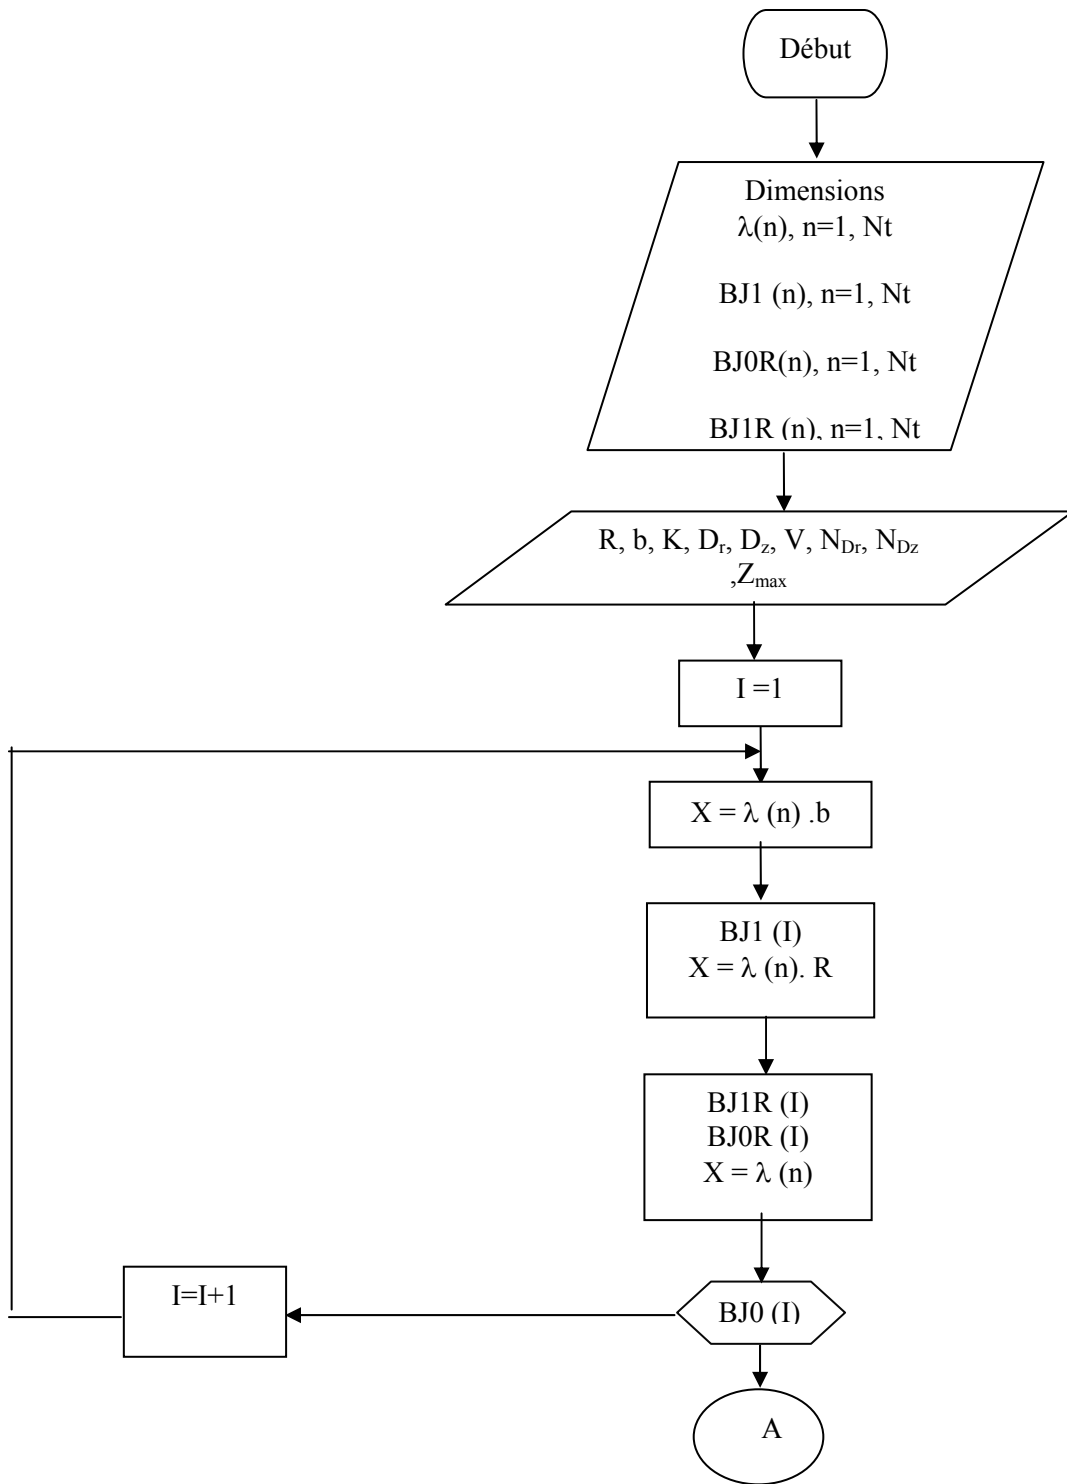 Début
Dimensions
λ(n), n=1, Nt
BJ1 (n), n=1, Nt
BJ0R(n), n=1, Nt
BJ1R (n), n=1, Nt
R, b, K, Dr, Dz, V, NDr, NDz
,Zmax
I =1
X = λ (n) .b
BJ1 (I)
X = λ (n). R
BJ1R (I)
BJ0R (I)
X = λ (n)
I=I+1
BJ0 (I)
A